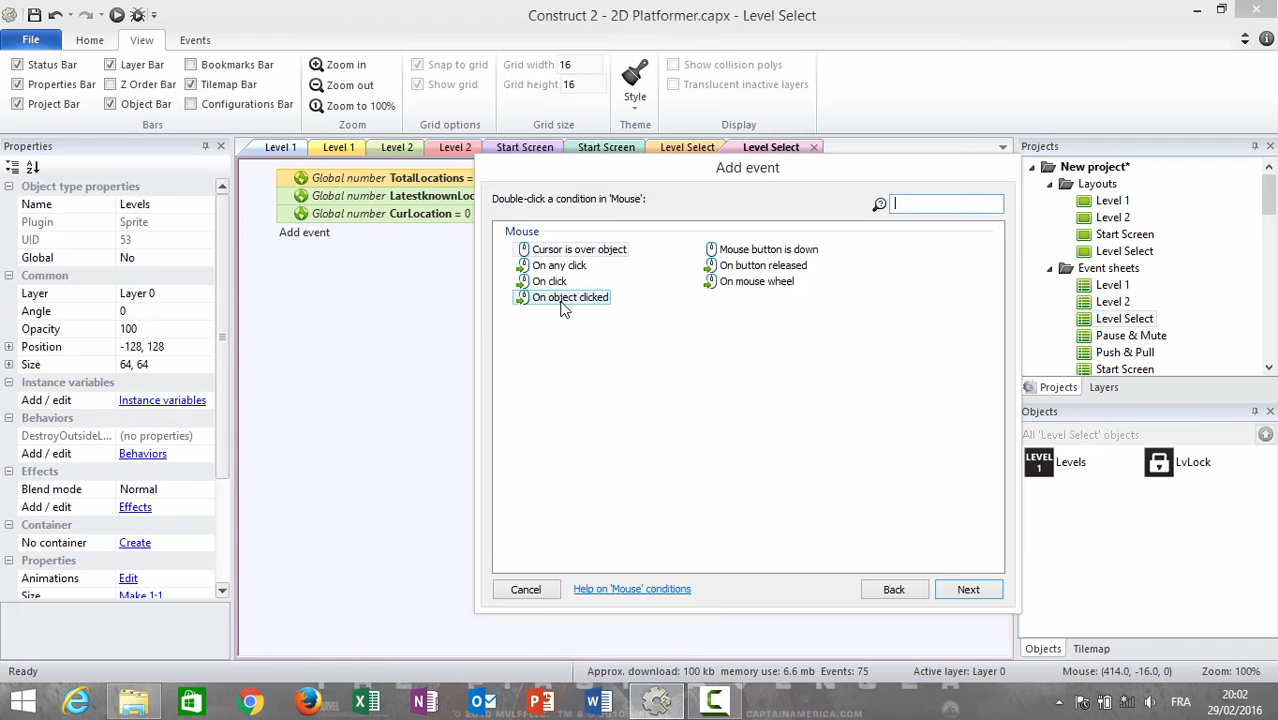 Construct 2 - 2D Platformer.capx - Level Select
File Home View Events
Status Bar Layer Bar Bookmarks Bar Zoom in Snap to grid Grid width 16 Show collision polys
Properties Bar Z Order Bar Tilemap Bar Zoom out Show grid Grid height 16 Translucent inactive layers
Project Bar Object Bar Configurations Bar Zoom to 100% Style
Bars Zoom Grid options Grid size Theme Display
Properties
Object type properties
Name Levels
Plugin Sprite
UID 53
Global No
Common
Layer Layer 0
Angle 0
Opacity 100
Position -128, 128
Size 64, 64
Instance variables
Add / edit Instance variables
Behaviors
DestroyOutsideL... (no properties)
Add / edit Behaviors
Effects
Blend mode Normal
Add / edit Effects
Container
No container Create
Properties
Animations Edit
Size Make 1:1
Level 1 Level 1 Level 2 Level 2 Start Screen Start Screen Level Select Level Select
Global number TotalLocations =
Global number LatestknownLoc
Global number CurLocation = 0
Add event
Add event
Double-click a condition in 'Mouse':
Mouse
Cursor is over object Mouse button is down
On any click On button released
On click On mouse wheel
On object clicked
Cancel Help on 'Mouse' conditions Back Next
Projects
New project*
Layouts
Level 1
Level 2
Start Screen
Level Select
Event sheets
Level 1
Level 2
Level Select
Pause & Mute
Push & Pull
Start Screen
Projects Layers
Objects
All 'Level Select' objects
LEVEL 1 Levels LvLock
Objects Tilemap
Ready Approx. download: 100 kb memory use: 6.6 mb Events: 75 Active layer: Layer 0 Mouse: (414.0, -16.0, 0) Zoom: 100%
FRA
20:02
29/02/2016
CAPTAINAMERICA.COM